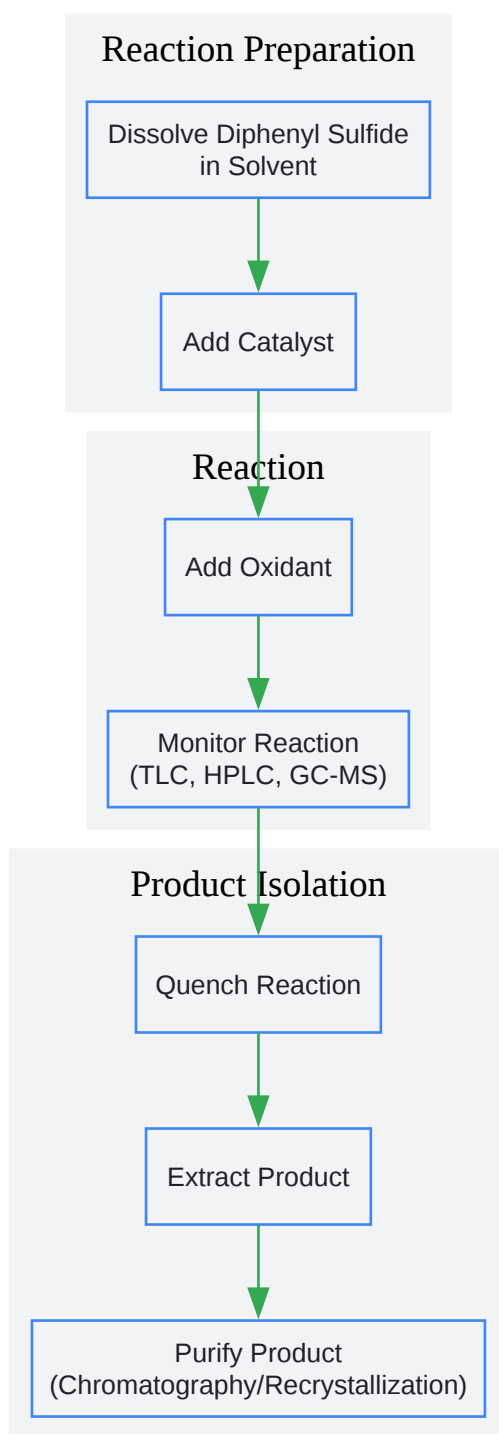 Reaction Preparation
Dissolve Diphenyl Sulfide
in Solvent
Add Catalyst
Reaction
Add Oxidant
Monitor Reaction
(TLC, HPLC, GC-MS)
Product Isolation
Quench Reaction
Extract Product
Purify Product
(Chromatography/Recrystallization)